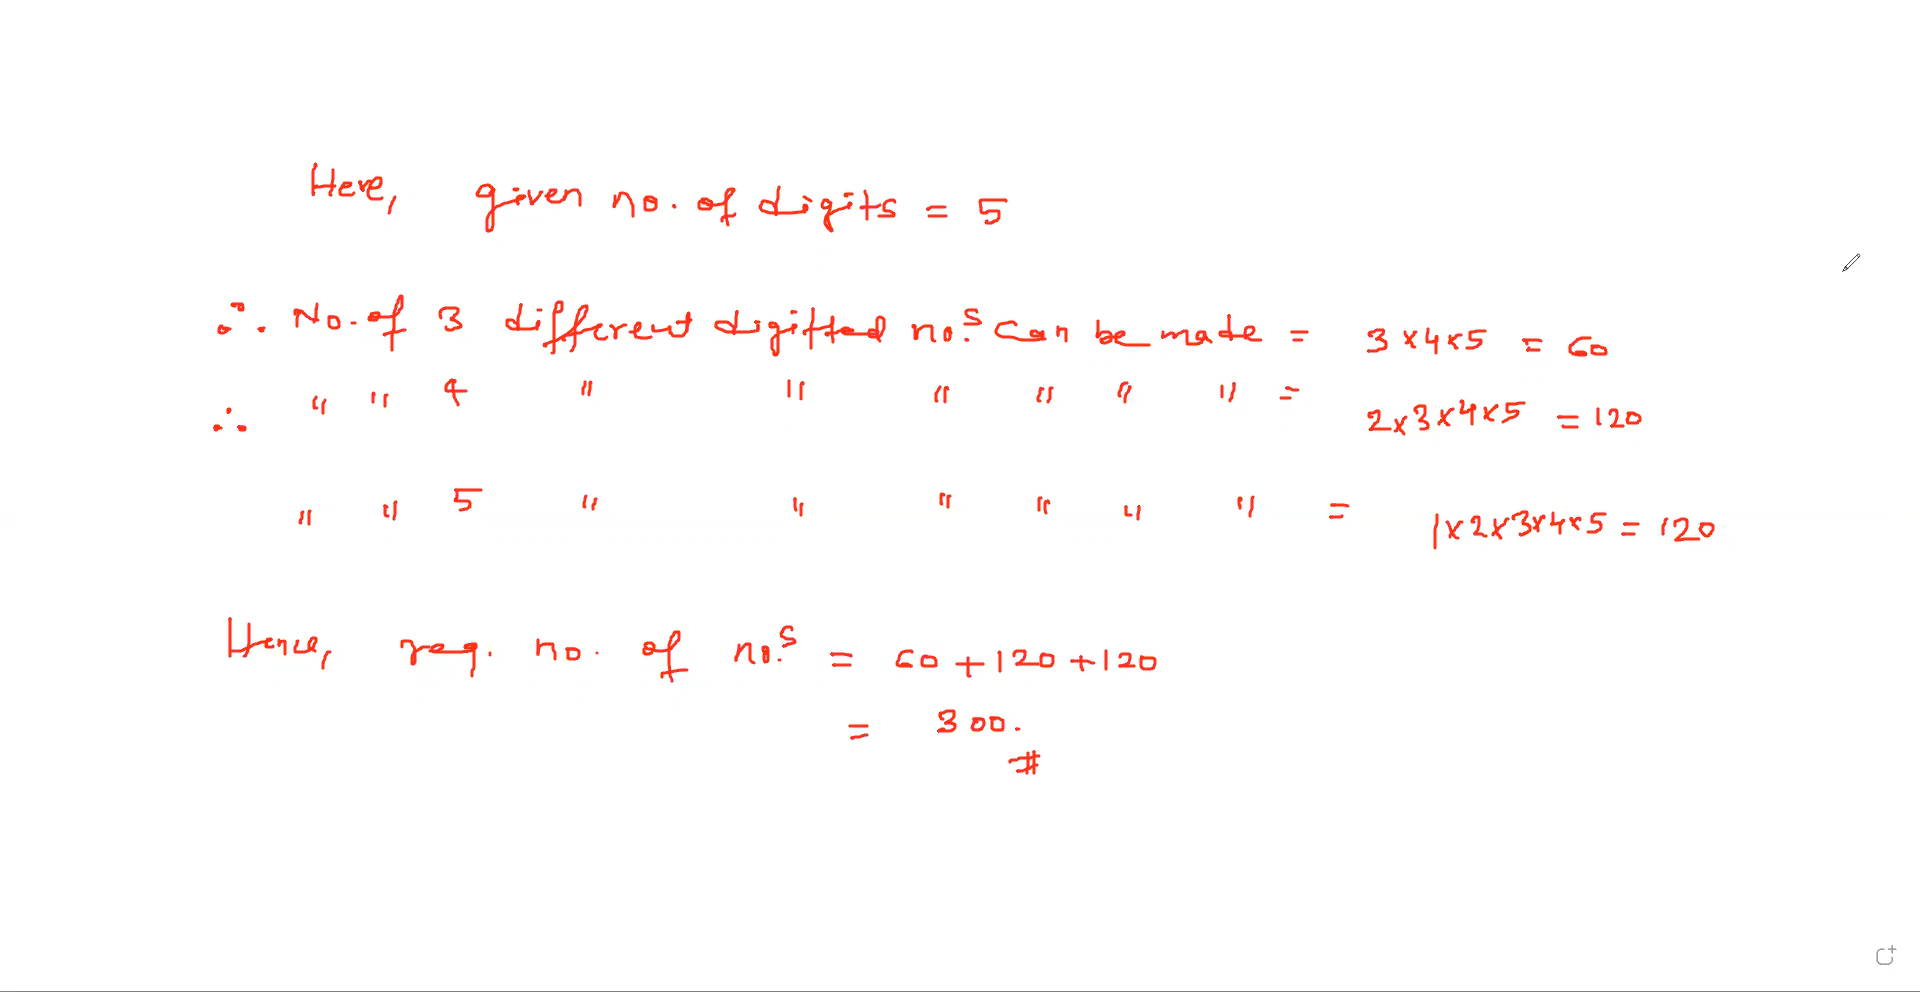 Here, given no. of digits = 5
∴ No. of 3 different digitted no.s can be made = 3×4×5 = 60
∴ " " 4 " " " " " " = 2×3×4×5 = 120
" " 5 " " " " " " = 1×2×3×4×5 = 120
Hence, req. no. of no.s = 60 + 120 + 120
= 300.
#